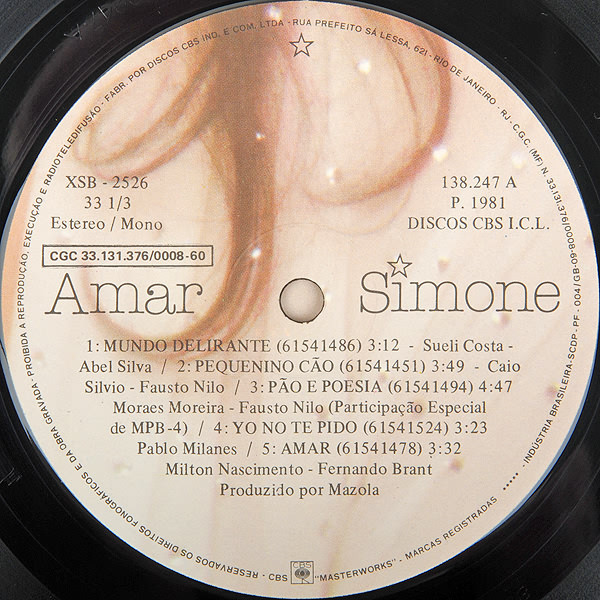 RESERVADOS OS DIREITOS FONOGRÁFICOS E DA OBRA GRAVADA - PROIBIDA A REPRODUÇÃO, EXECUÇÃO E RADIOTELEDIFUSÃO - FABR. POR DISCOS CBS IND. E COM. LTDA - RUA PREFEITO SÁ LESSA, 621 - RIO DE JANEIRO - RJ - C.G.C. (MF) N. 33.131.376/0008-60 - SCDP - PF - 004/GB-09- - INDÚSTRIA BRASILEIRA
XSB - 2526
33 1/3
Estereo / Mono
138.247 A
P. 1981
DISCOS CBS I.C.L.
CGC 33.131.376/0008-60
Amar Simone
1: MUNDO DELIRANTE (61541486) 3:12 - Sueli Costa -
Abel Silva / 2: PEQUENINO CÃO (61541451) 3:49 - Caio
Silvio - Fausto Nilo / 3: PÃO E POESIA (61541494) 4:47
Moraes Moreira - Fausto Nilo (Participação Especial
de MPB-4) / 4: YO NO TE PIDO (61541524) 3:23
Pablo Milanes / 5: AMAR (61541478) 3:32
Milton Nascimento - Fernando Brant
Produzido por Mazola
- CBS CBS "MASTERWORKS" - MARCAS REGISTRADAS